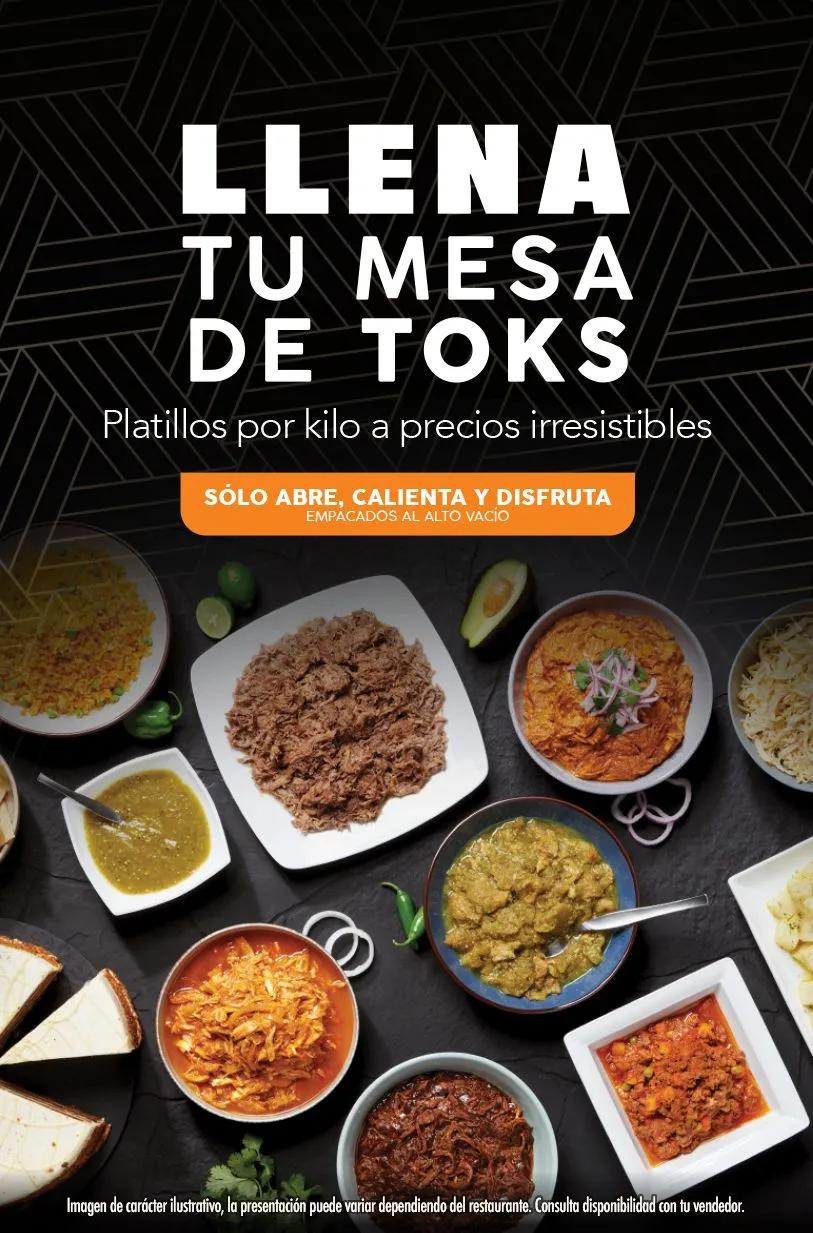 LLENA
TU MESA
DE TOKS
Platillos por kilo a precios irresistibles
SÓLO ABRE, CALIENTA Y DISFRUTA
EMPACADOS AL ALTO VACÍO
Imagen de carácter ilustrativo, la presentación puede variar dependiendo del restaurante. Consulta disponibilidad con tu vendedor.